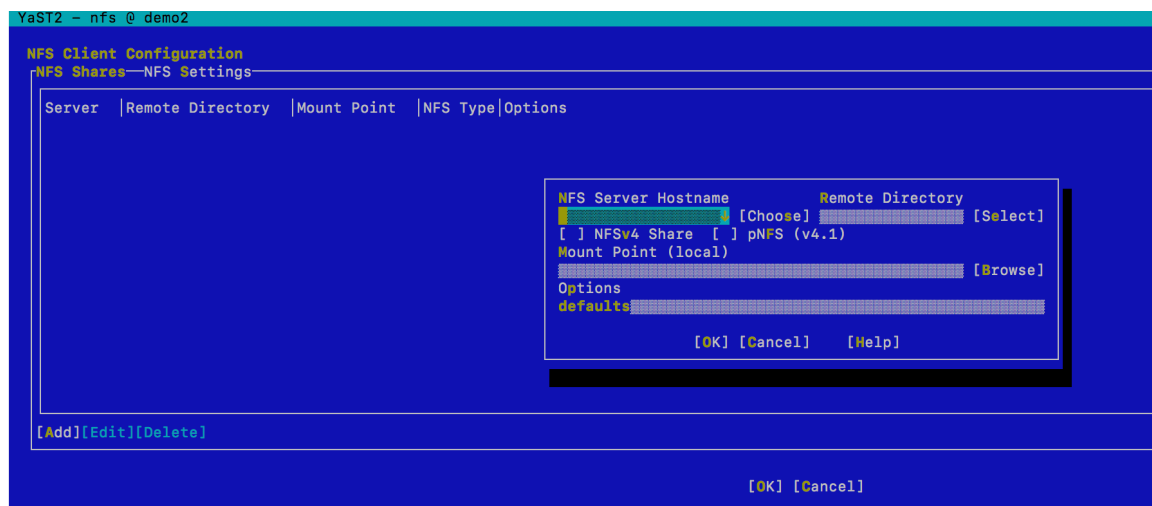 YaST2 - nfs @ demo2
NFS Client Configuration
NFS Shares NFS Settings
Server |Remote Directory |Mount Point |NFS Type|Options
NFS Server Hostname Remote Directory
↓ [Choose] [Select]
[ ] NFSv4 Share [ ] pNFS (v4.1)
Mount Point (local)
[Browse]
Options
defaults
[OK] [Cancel] [Help]
[Add][Edit][Delete]
[OK] [Cancel]